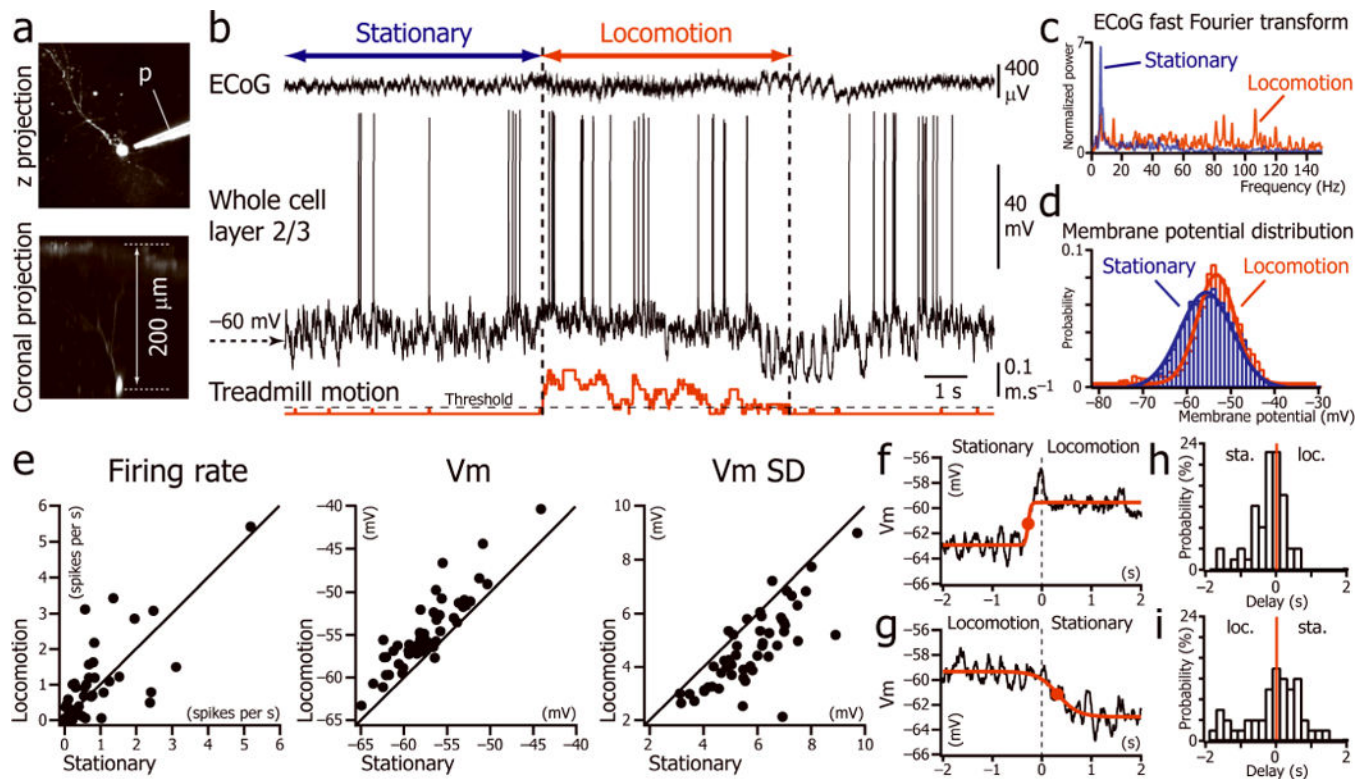 a
z projection
p
Coronal projection
200 μm
b
Stationary
Locomotion
ECoG
400
μV
Whole cell
layer 2/3
40
mV
−60 mV
Treadmill motion
Threshold
1 s
0.1
m.s⁻¹
c
ECoG fast Fourier transform
Normalized power
7
0
Stationary
Locomotion
0 20 40 60 80 100 120 140
Frequency (Hz)
d
Membrane potential distribution
Probability
0.1
0
Stationary
Locomotion
−80 −70 −60 −50 −40 −30
Membrane potential (mV)
e
Firing rate
Locomotion
(spikes per s)
6
5
4
3
2
1
0
(spikes per s)
0 1 2 3 4 5 6
Stationary
Vm
Locomotion
(mV)
−40
−45
−50
−55
−60
−65
(mV)
−65 −60 −55 −50 −45 −40
Stationary
Vm SD
Locomotion
(mV)
10
8
6
4
2
(mV)
2 4 6 8 10
Stationary
f
Stationary
Locomotion
Vm
(mV)
−56
−58
−60
−62
−64
−66
(s)
−2 −1 0 1 2
g
Locomotion
Stationary
Vm
(mV)
−56
−58
−60
−62
−64
−66
(s)
−2 −1 0 1 2
h
Probability (%)
24
0
sta.
loc.
−2 0 2
Delay (s)
i
Probability (%)
24
0
loc.
sta.
−2 0 2
Delay (s)